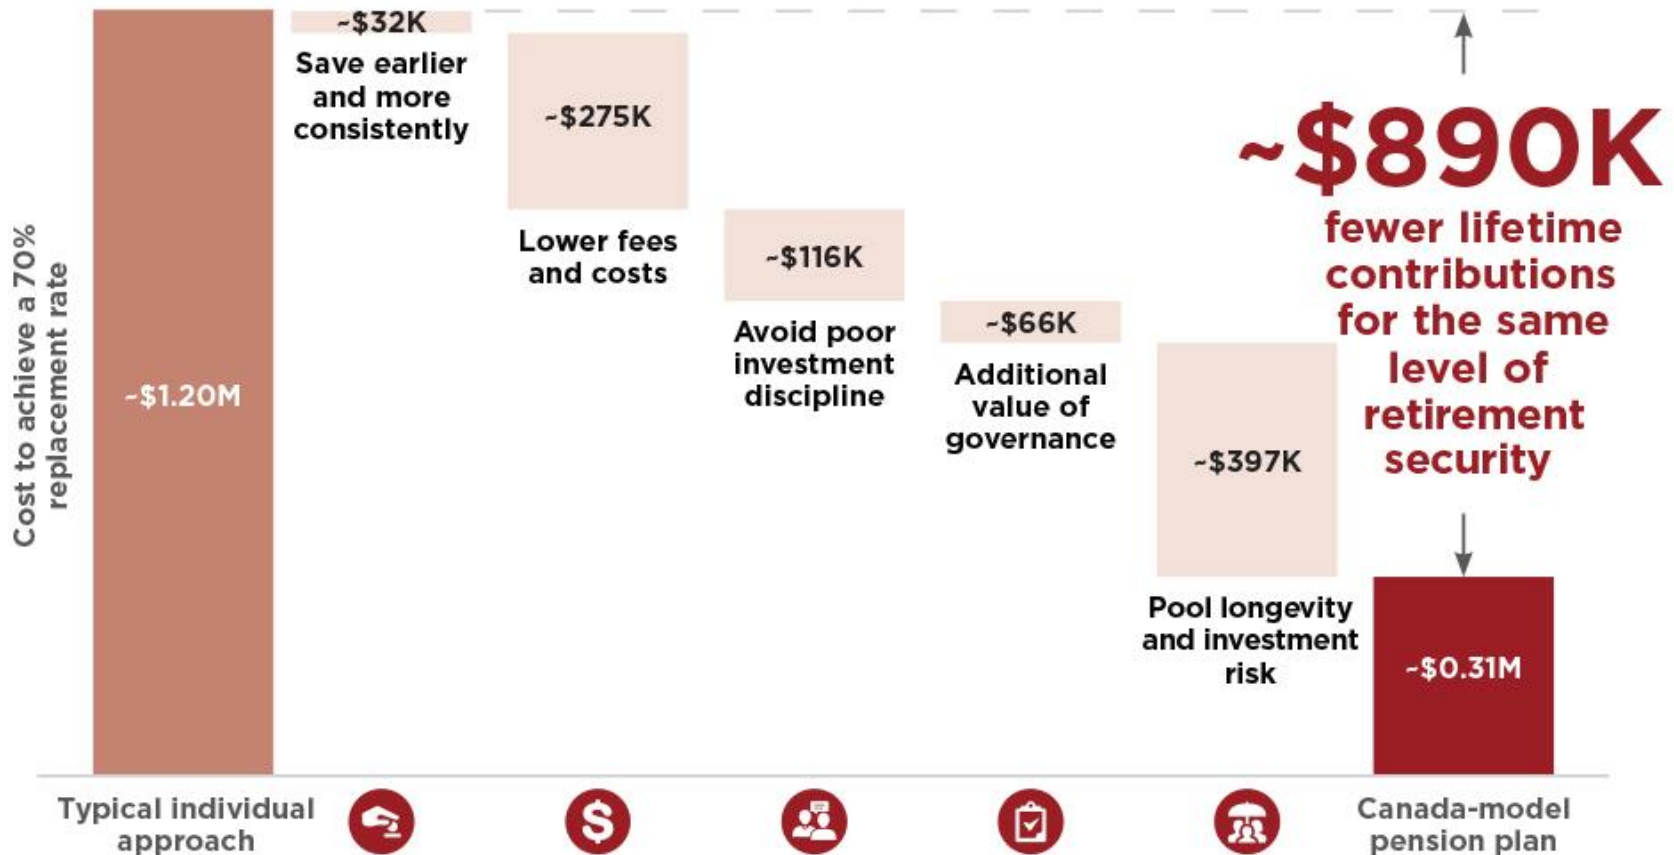 Cost to achieve a 70%
replacement rate
~$1.20M
~$32K
Save earlier
and more
consistently
~$275K
Lower fees
and costs
~$116K
Avoid poor
investment
discipline
~$66K
Additional
value of
governance
~$397K
Pool longevity
and investment
risk
~$890K
fewer lifetime
contributions
for the same
level of
retirement
security
~$0.31M
Typical individual
approach
$
Canada-model
pension plan